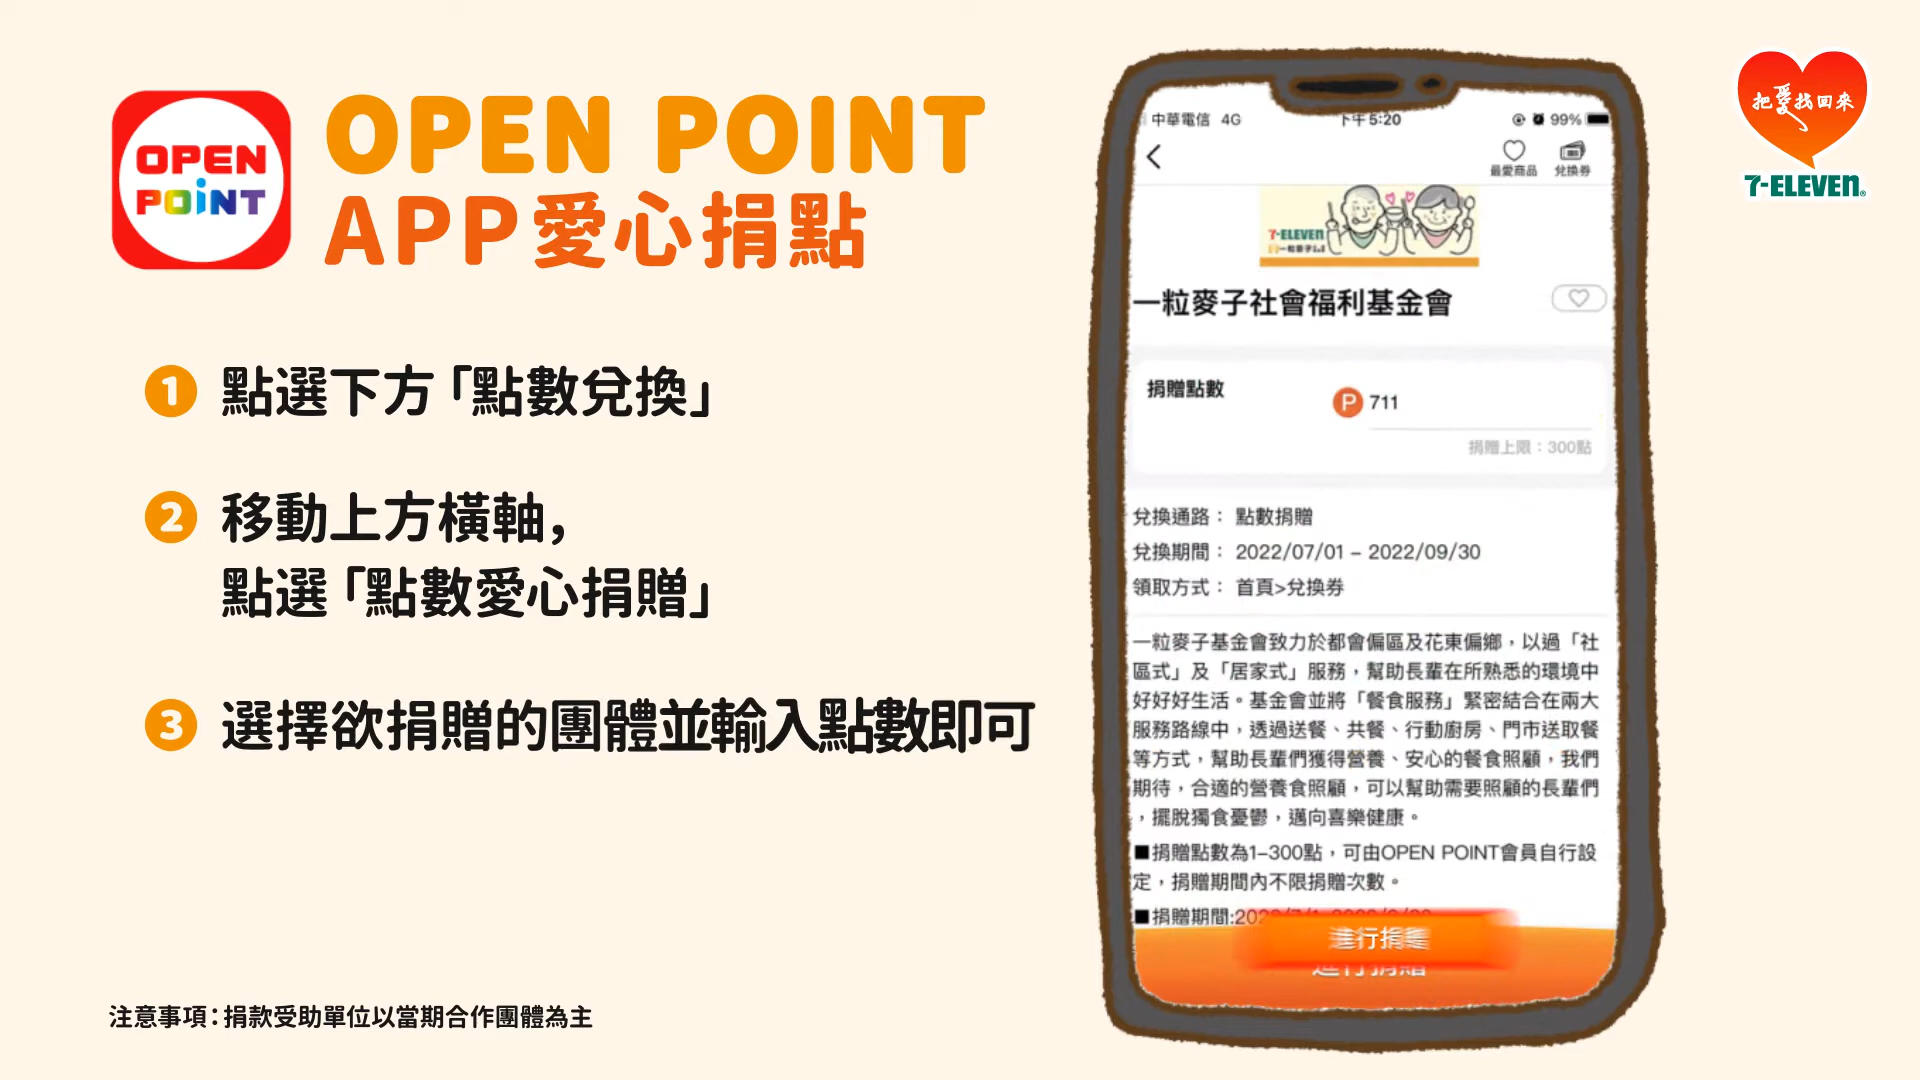 OPEN
POINT
OPEN POINT
APP愛心捐點
1 點選下方「點數兌換」
2 移動上方橫軸,
點選「點數愛心捐贈」
3 選擇欲捐贈的團體並輸入點數即可
注意事項：捐款受助單位以當期合作團體為主
中華電信 4G
下午5:20
99%
最愛商品
兌換券
7-ELEVEN
一粒麥子社會福利基金會
捐贈點數
P 711
捐贈上限：300點
兌換通路： 點數捐贈
兌換期間： 2022/07/01 – 2022/09/30
領取方式： 首頁>兌換券
一粒麥子基金會致力於都會偏區及花東偏鄉，以過「社
區式」及「居家式」服務，幫助長輩在所熟悉的環境中
好好好生活。基金會並將「餐食服務」緊密結合在兩大
服務路線中，透過送餐、共餐、行動廚房、門市送取餐
等方式，幫助長輩們獲得營養、安心的餐食照顧，我們
期待，合適的營養食照顧，可以幫助需要照顧的長輩們
，擺脫獨食憂鬱，邁向喜樂健康。
■捐贈點數為1–300點，可由OPEN POINT會員自行設
定，捐贈期間內不限捐贈次數。
■捐贈期間:
進行捐贈
進行捐贈
把愛找回來
7-ELEVEN®